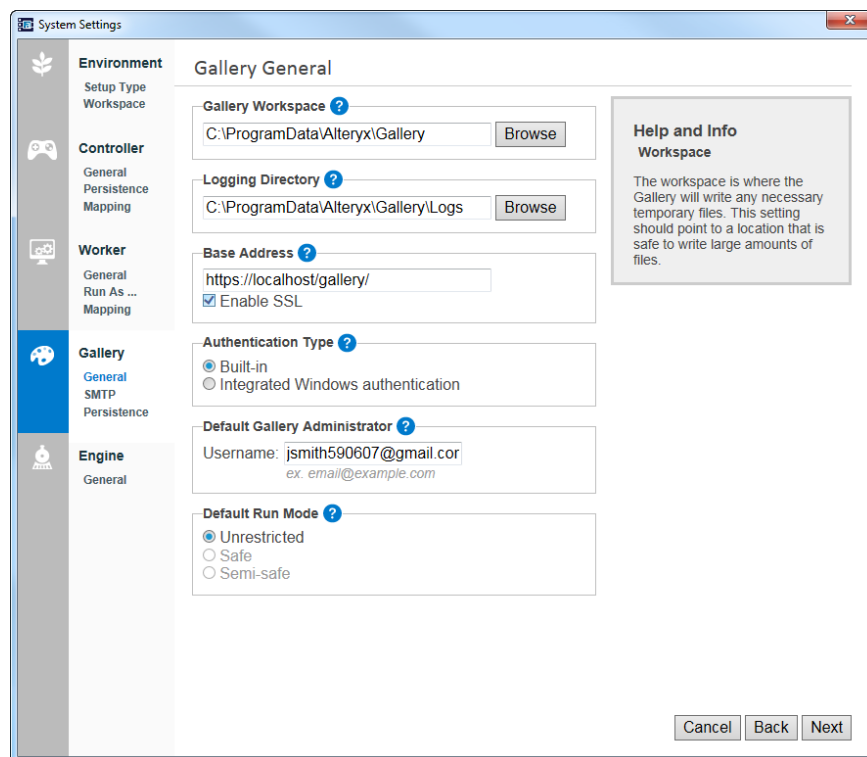 System Settings
X
Environment
Setup Type
Workspace
Controller
General
Persistence
Mapping
Worker
General
Run As ...
Mapping
Gallery
General
SMTP
Persistence
Engine
General
Gallery General
Gallery Workspace ?
C:\ProgramData\Alteryx\Gallery Browse
Logging Directory ?
C:\ProgramData\Alteryx\Gallery\Logs Browse
Base Address ?
https://localhost/gallery/
Enable SSL
Authentication Type ?
Built-in
Integrated Windows authentication
Default Gallery Administrator ?
Username: jsmith590607@gmail.cor
ex. email@example.com
Default Run Mode ?
Unrestricted
Safe
Semi-safe
Help and Info
Workspace
The workspace is where the
Gallery will write any necessary
temporary files. This setting
should point to a location that is
safe to write large amounts of
files.
Cancel Back Next